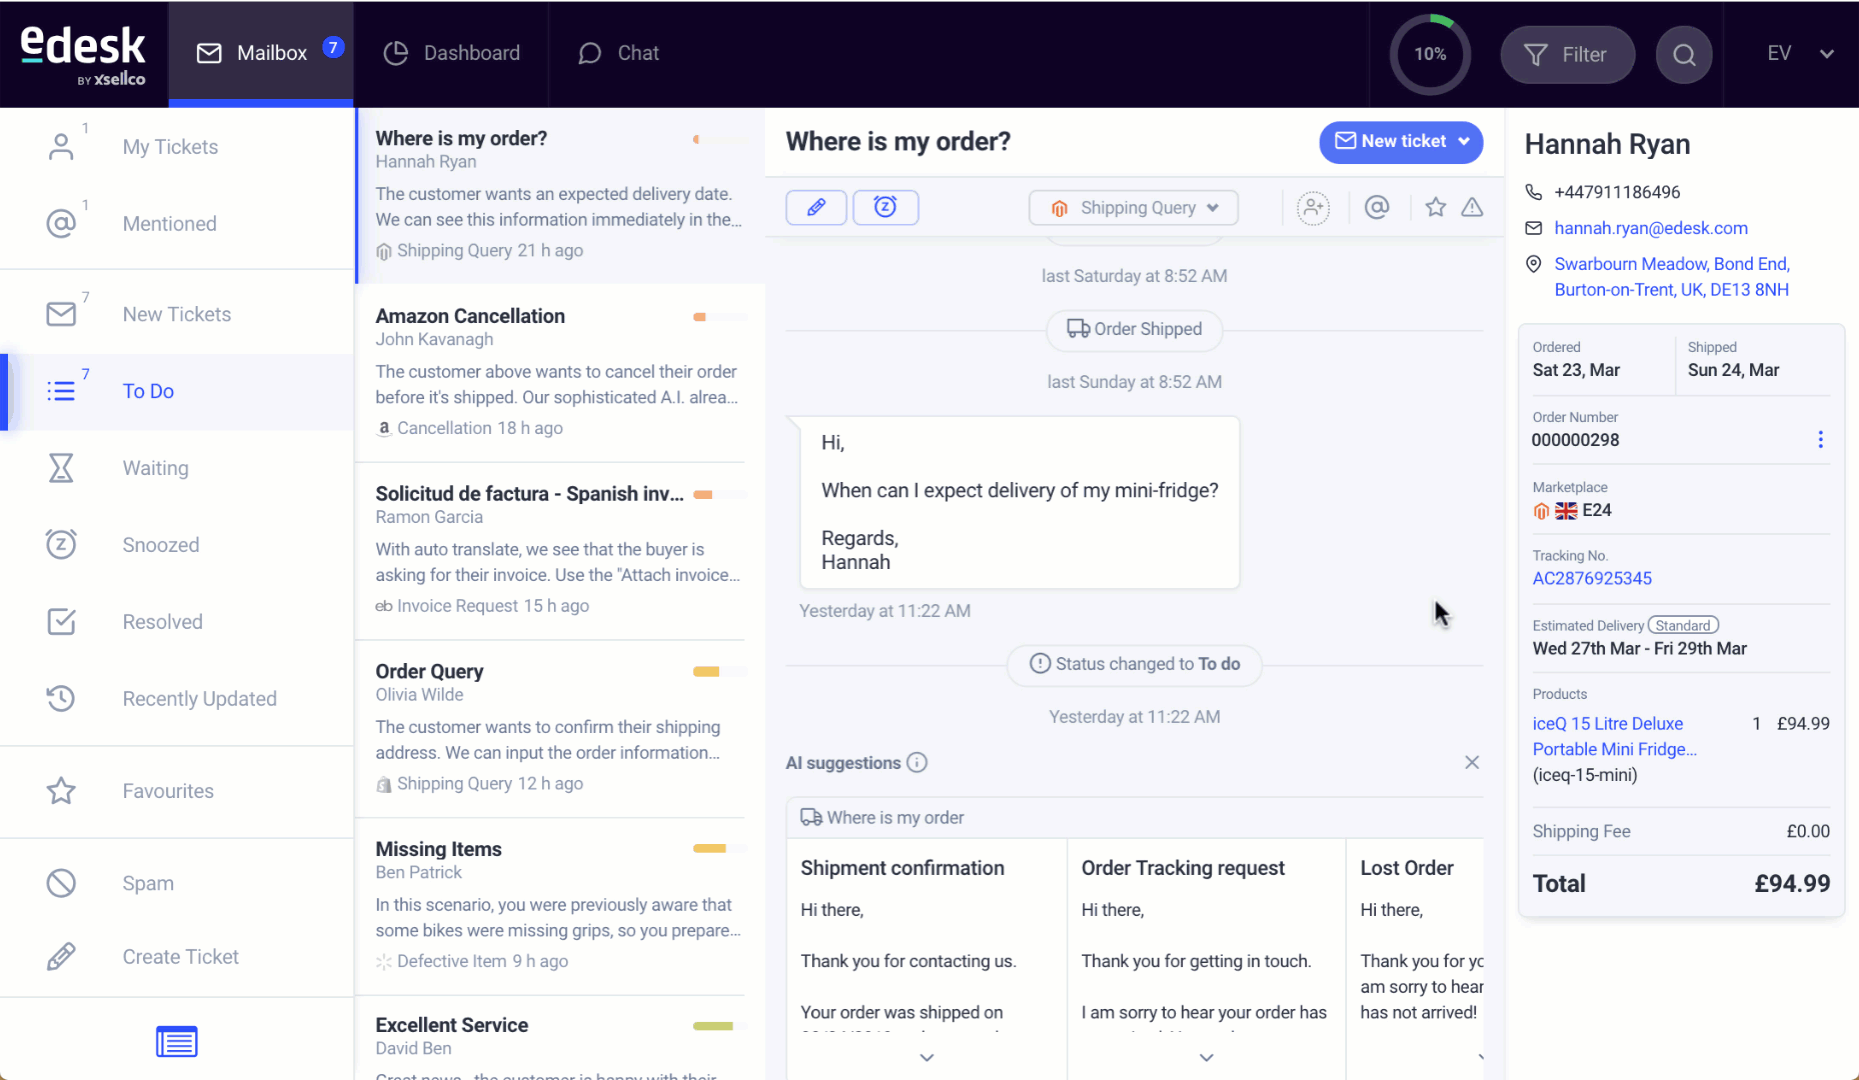 edesk
BY xsellco
Mailbox 7
Dashboard
Chat
10%
Filter
EV
1
My Tickets
1
Mentioned
7
New Tickets
7
To Do
Waiting
Snoozed
Resolved
Recently Updated
Favourites
Spam
Create Ticket
Where is my order?
Hannah Ryan
The customer wants an expected delivery date.
We can see this information immediately in the...
Shipping Query 21 h ago
Amazon Cancellation
John Kavanagh
The customer above wants to cancel their order
before it's shipped. Our sophisticated A.I. alrea...
Cancellation 18 h ago
Solicitud de factura - Spanish inv...
Ramon Garcia
With auto translate, we see that the buyer is
asking for their invoice. Use the "Attach invoice...
eb Invoice Request 15 h ago
Order Query
Olivia Wilde
The customer wants to confirm their shipping
address. We can input the order information...
Shipping Query 12 h ago
Missing Items
Ben Patrick
In this scenario, you were previously aware that
some bikes were missing grips, so you prepare...
Defective Item 9 h ago
Excellent Service
David Ben
Great news - the customer is happy with their
Where is my order?
New ticket
Shipping Query
last Saturday at 8:52 AM
Order Shipped
last Sunday at 8:52 AM
Hi,
When can I expect delivery of my mini-fridge?
Regards,
Hannah
Yesterday at 11:22 AM
Status changed to To do
Yesterday at 11:22 AM
AI suggestions
Where is my order
Shipment confirmation
Hi there,
Thank you for contacting us.
Your order was shipped on
Order Tracking request
Hi there,
Thank you for getting in touch.
I am sorry to hear your order has
Lost Order
Hi there,
Thank you for yo
am sorry to hear
has not arrived!
Hannah Ryan
+447911186496
hannah.ryan@edesk.com
Swarbourn Meadow, Bond End,
Burton-on-Trent, UK, DE13 8NH
Ordered
Sat 23, Mar
Shipped
Sun 24, Mar
Order Number
000000298
Marketplace
E24
Tracking No.
AC2876925345
Estimated Delivery Standard
Wed 27th Mar - Fri 29th Mar
Products
iceQ 15 Litre Deluxe 1 £94.99
Portable Mini Fridge...
(iceq-15-mini)
Shipping Fee £0.00
Total £94.99